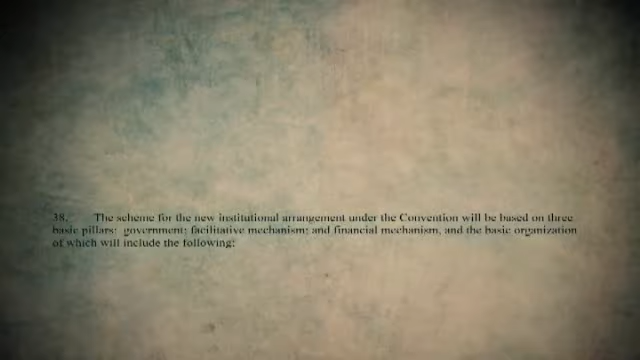 38. The scheme for the new institutional arrangement under the Convention will be based on three
basic pillars: government; facilitative mechanism; and financial mechanism, and the basic organization
of which will include the following: